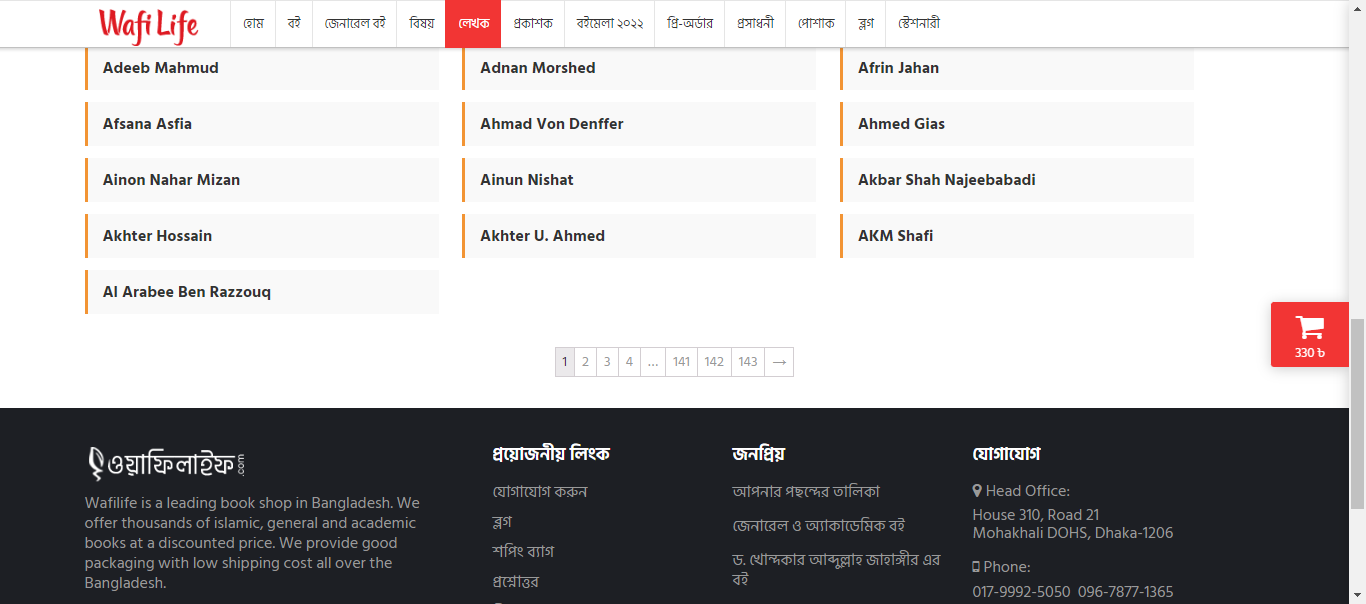 Wafi Life
হোম
বই
জেনারেল বই
বিষয়
লেখক
প্রকাশক
বইমেলা ২০২২
প্রি-অর্ডার
প্রসাধনী
পোশাক
ব্লগ
স্টেশনারী
Adeeb Mahmud
Adnan Morshed
Afrin Jahan
Afsana Asfia
Ahmad Von Denffer
Ahmed Gias
Ainon Nahar Mizan
Ainun Nishat
Akbar Shah Najeebabadi
Akhter Hossain
Akhter U. Ahmed
AKM Shafi
Al Arabee Ben Razzouq
1 2 3 4 ... 141 142 143 →
330 ৳
ওয়াফিলাইফ.com
Wafilife is a leading book shop in Bangladesh. We
offer thousands of islamic, general and academic
books at a discounted price. We provide good
packaging with low shipping cost all over the
Bangladesh.
প্রয়োজনীয় লিংক
যোগাযোগ করুন
ব্লগ
শপিং ব্যাগ
প্রশ্নোত্তর
জনপ্রিয়
আপনার পছন্দের তালিকা
জেনারেল ও অ্যাকাডেমিক বই
ড. খোন্দকার আব্দুল্লাহ জাহাঙ্গীর এর
বই
যোগাযোগ
Head Office:
House 310, Road 21
Mohakhali DOHS, Dhaka-1206
Phone:
017-9992-5050 096-7877-1365